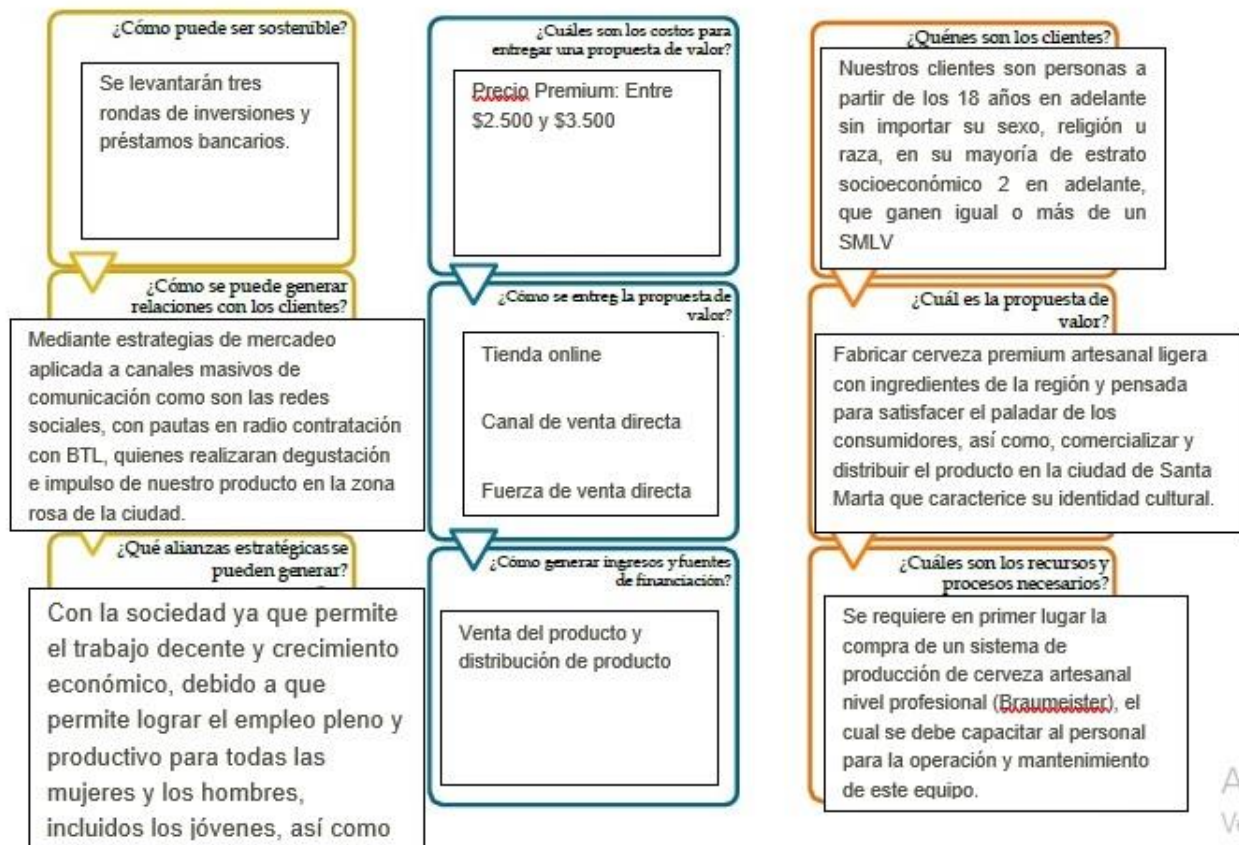 ¿Cómo puede ser sostenible?
Se levantarán tres
rondas de inversiones y
préstamos bancarios.
¿Cómo se puede generar
relaciones con los clientes?
Mediante estrategias de mercadeo
aplicada a canales masivos de
comunicación como son las redes
sociales, con pautas en radio contratación
con BTL, quienes realizaran degustación
e impulso de nuestro producto en la zona
rosa de la ciudad.
¿Qué alianzas estratégicas se
pueden generar?
Con la sociedad ya que permite
el trabajo decente y crecimiento
económico, debido a que
permite lograr el empleo pleno y
productivo para todas las
mujeres y los hombres,
incluidos los jóvenes, así como
¿Cuáles son los costos para
entregar una propuesta de valor?
Precio Premium: Entre
$2.500 y $3.500
¿Cómo se entreg la propuesta de
valor?
Tienda online
Canal de venta directa
Fuerza de venta directa
¿Cómo generar ingresos y fuentes
de financiación?
Venta del producto y
distribución de producto
¿Quénes son los clientes?
Nuestros clientes son personas a
partir de los 18 años en adelante
sin importar su sexo, religión u
raza, en su mayoría de estrato
socioeconómico 2 en adelante,
que ganen igual o más de un
SMLV
¿Cuál es la propuesta de
valor?
Fabricar cerveza premium artesanal ligera
con ingredientes de la región y pensada
para satisfacer el paladar de los
consumidores, así como, comercializar y
distribuir el producto en la ciudad de Santa
Marta que caracterice su identidad cultural.
¿Cuáles son los recursos y
procesos necesarios?
Se requiere en primer lugar la
compra de un sistema de
producción de cerveza artesanal
nivel profesional (Braumeister), el
cual se debe capacitar al personal
para la operación y mantenimiento
de este equipo.